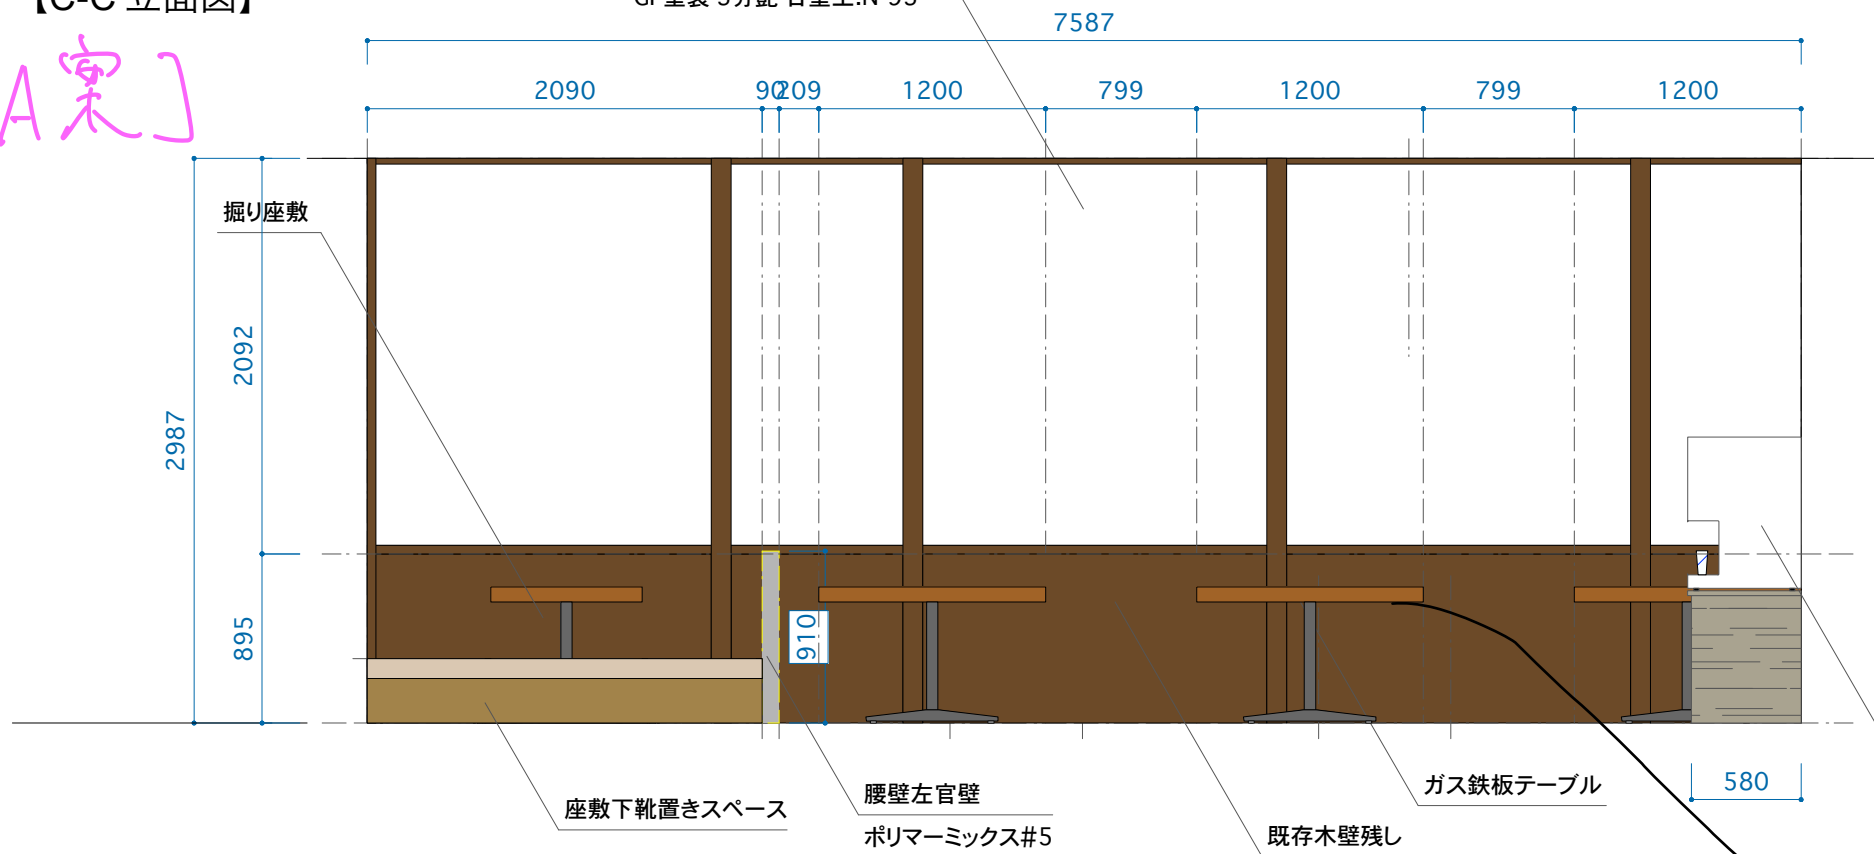 【C-C 立面図】
A案]
7587
2090
90
209
1200
799
1200
799
1200
掘り座敷
2092
2987
895
910
580
座敷下靴置きスペース
腰壁左官壁
ポリマーミックス#5
ガス鉄板テーブル
既存木壁残し